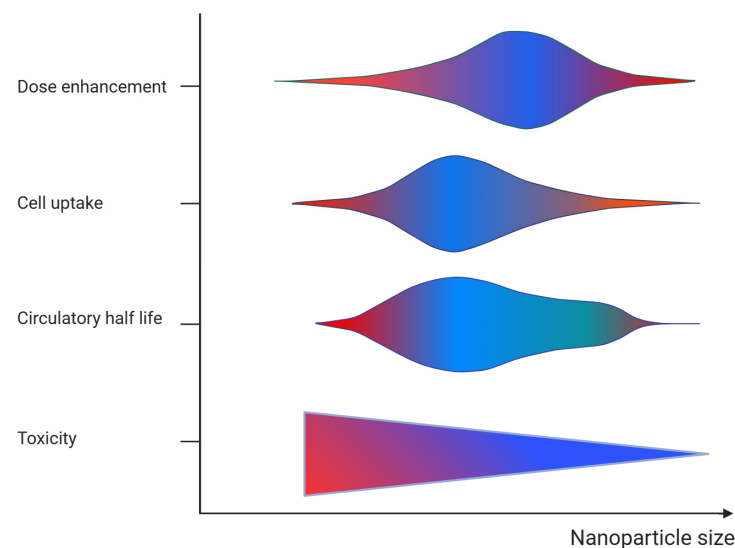 Dose enhancement
Cell uptake
Circulatory half life
Toxicity
Nanoparticle size